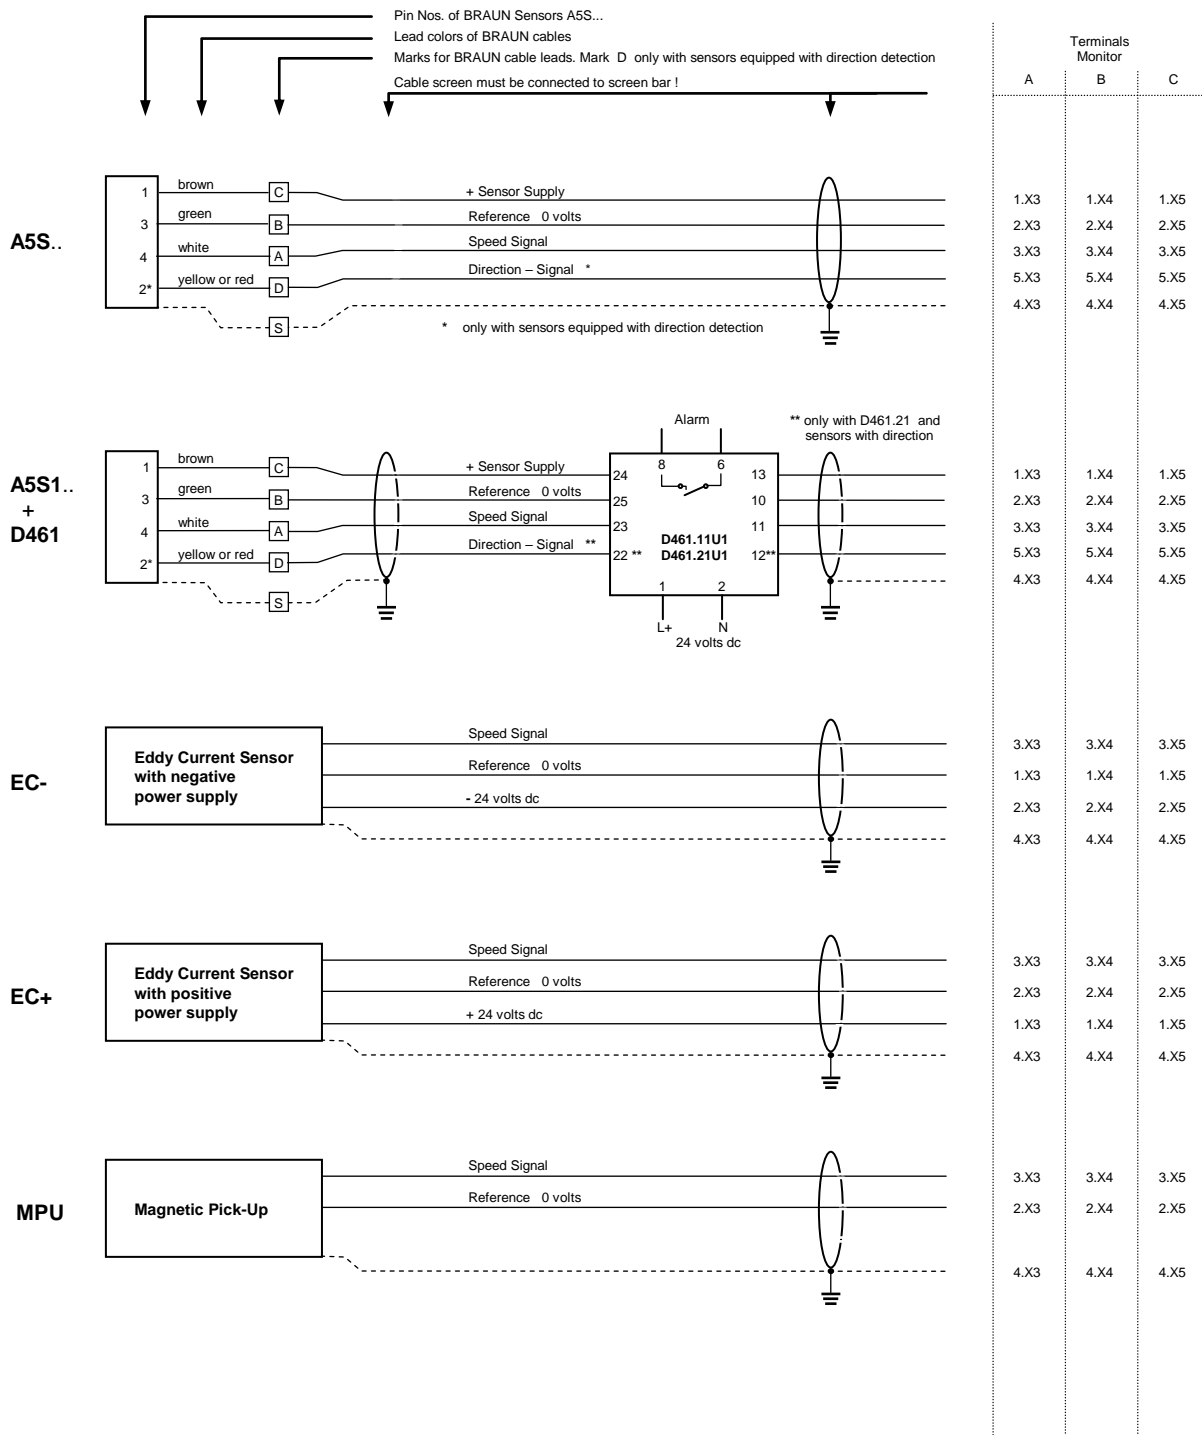 Pin Nos. of BRAUN Sensors A5S...
Lead colors of BRAUN cables
Marks for BRAUN cable leads. Mark D only with sensors equipped with direction detection
Cable screen must be connected to screen bar !
Terminals
Monitor
A B C
A5S..
1 brown C + Sensor Supply 1.X3 1.X4 1.X5
3 green B Reference 0 volts 2.X3 2.X4 2.X5
4 white A Speed Signal 3.X3 3.X4 3.X5
2* yellow or red D Direction – Signal * 5.X3 5.X4 5.X5
4.X3 4.X4 4.X5
S * only with sensors equipped with direction detection
Alarm
** only with D461.21 and
sensors with direction
A5S1..
+
D461
8 6
1 brown C + Sensor Supply 24 13 1.X3 1.X4 1.X5
3 green B Reference 0 volts 25 10 2.X3 2.X4 2.X5
4 white A Speed Signal 23 11 3.X3 3.X4 3.X5
D461.11U1
2* yellow or red D Direction – Signal ** 22 ** D461.21U1 12** 5.X3 5.X4 5.X5
4.X3 4.X4 4.X5
S
1 2
L+ N
24 volts dc
EC-
Eddy Current Sensor
with negative
power supply
Speed Signal 3.X3 3.X4 3.X5
Reference 0 volts 1.X3 1.X4 1.X5
- 24 volts dc 2.X3 2.X4 2.X5
4.X3 4.X4 4.X5
EC+
Eddy Current Sensor
with positive
power supply
Speed Signal 3.X3 3.X4 3.X5
Reference 0 volts 2.X3 2.X4 2.X5
+ 24 volts dc 1.X3 1.X4 1.X5
4.X3 4.X4 4.X5
MPU
Magnetic Pick-Up
Speed Signal 3.X3 3.X4 3.X5
Reference 0 volts 2.X3 2.X4 2.X5
4.X3 4.X4 4.X5